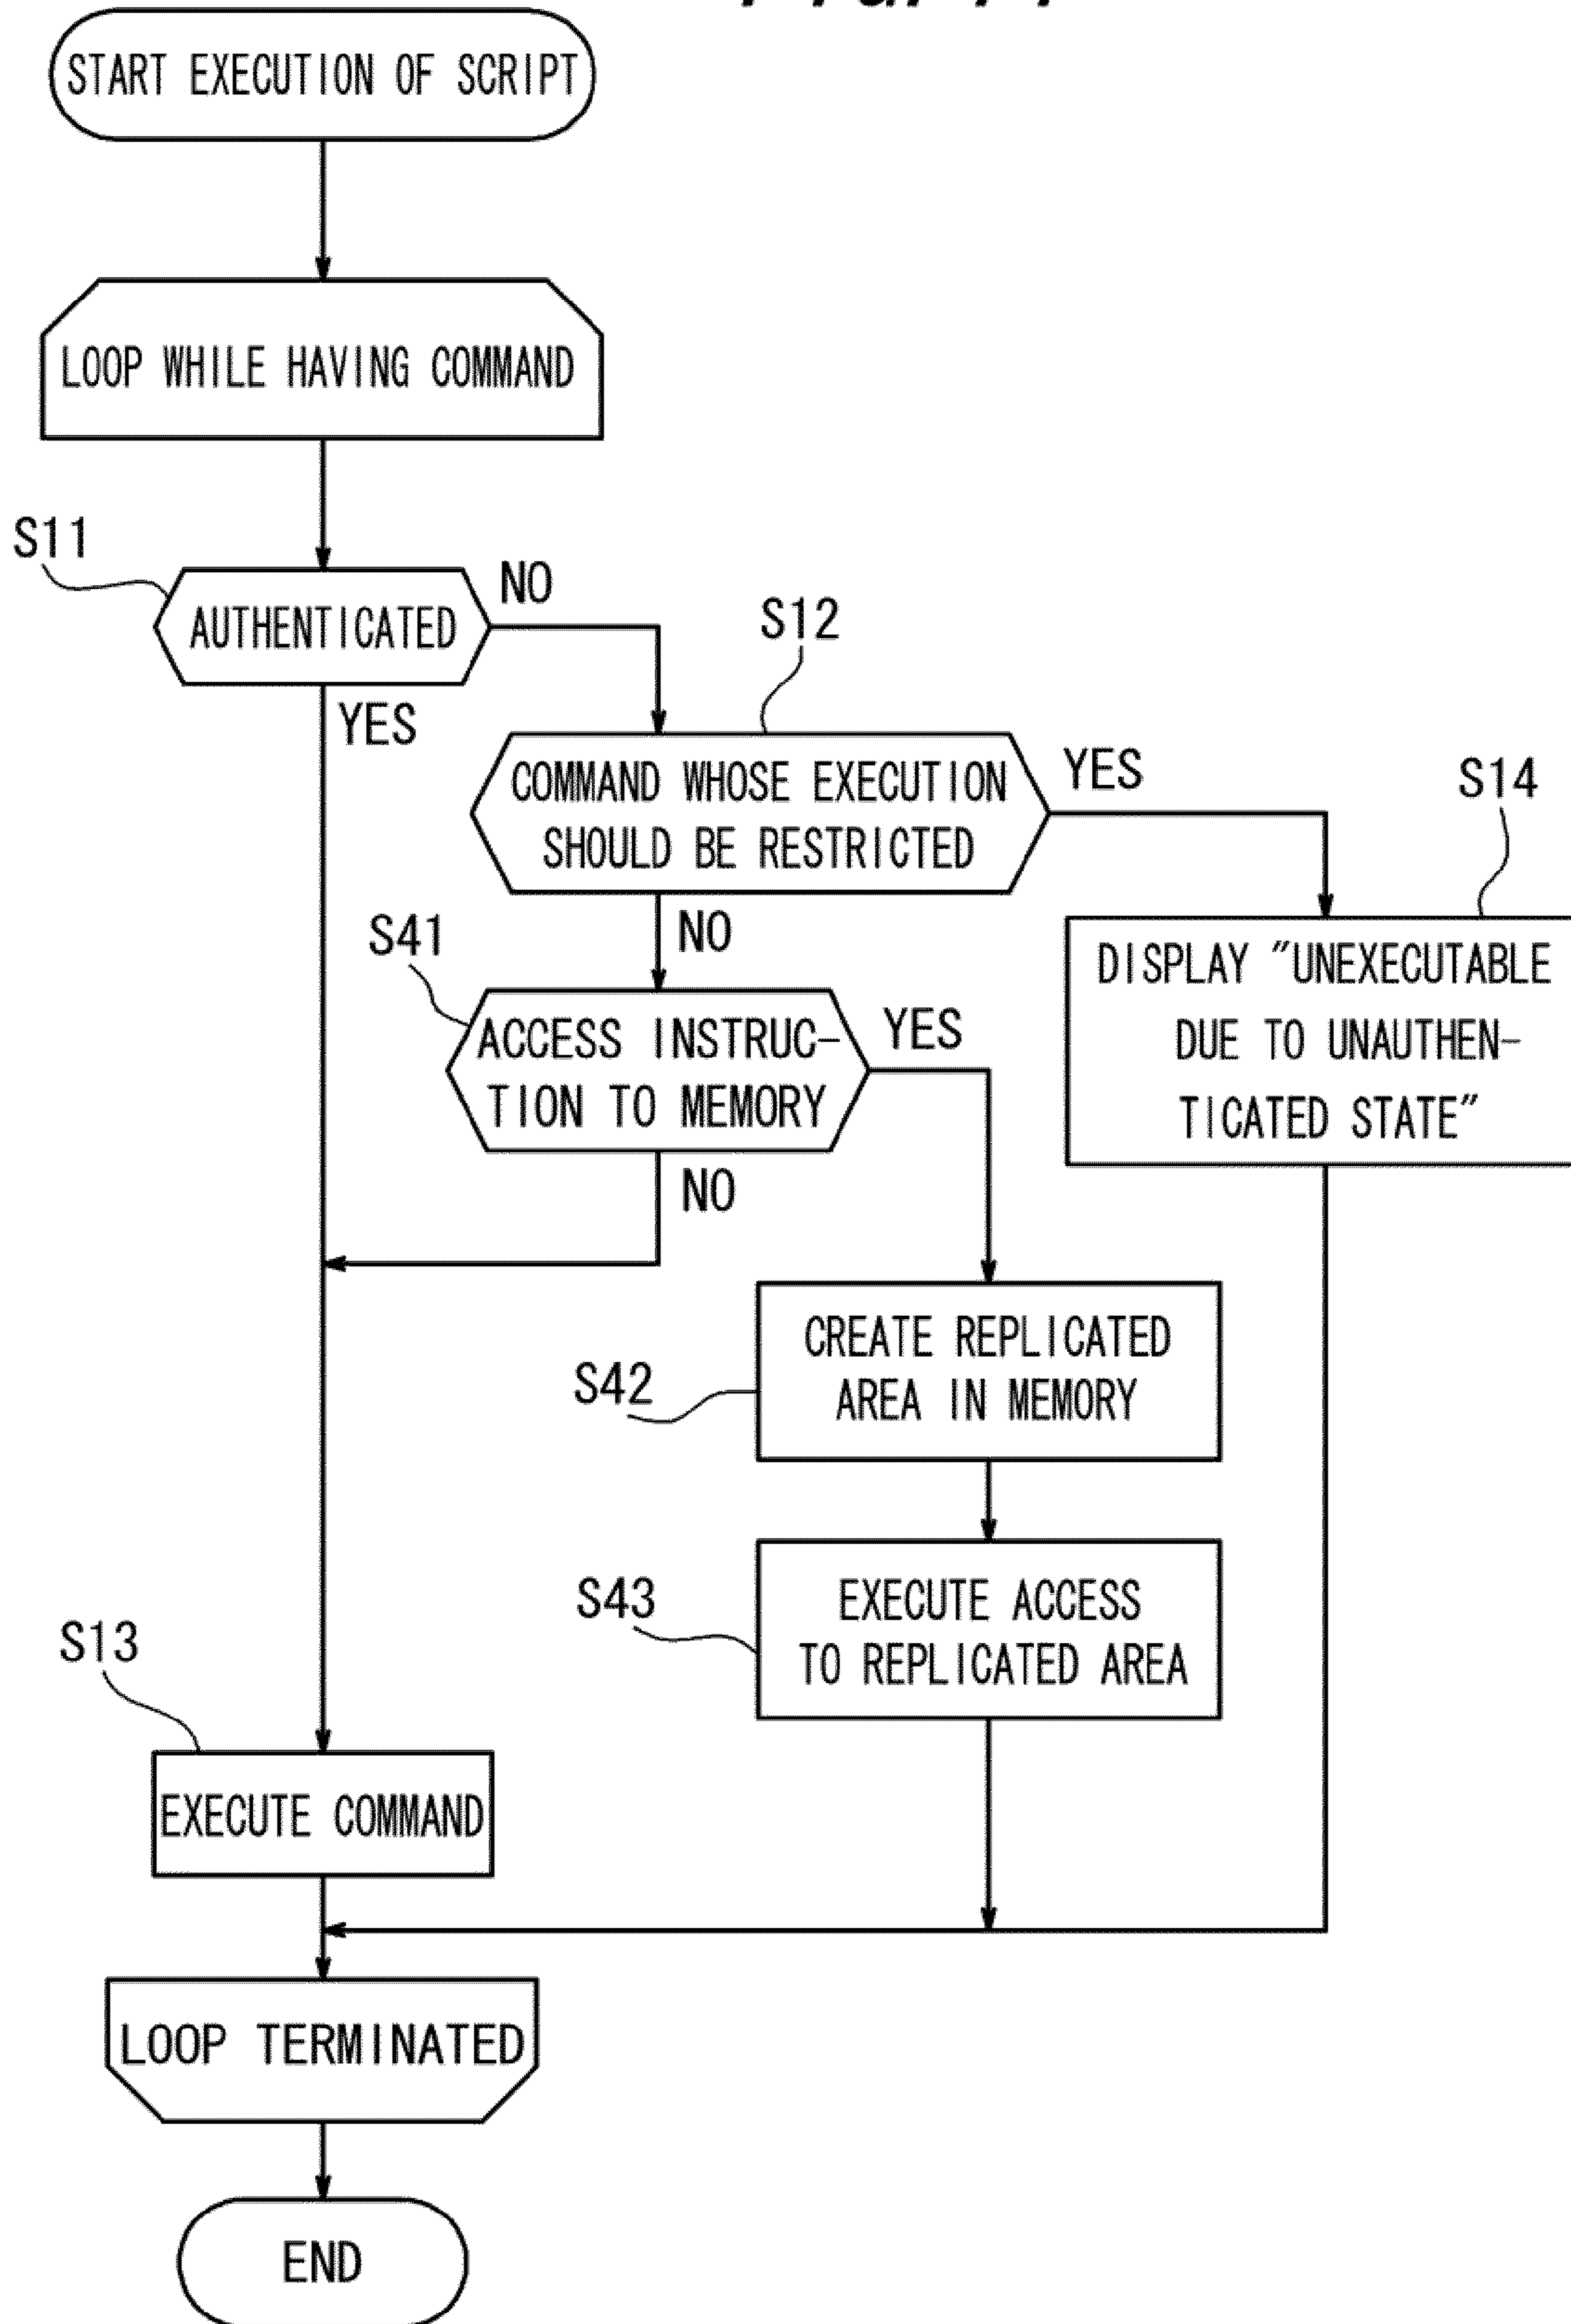 START EXECUTION OF SCRIPT
LOOP WHILE HAVING COMMAND
S11
AUTHENTICATED
NO
YES
S12
COMMAND WHOSE EXECUTION
SHOULD BE RESTRICTED
YES
NO
S14
DISPLAY "UNEXECUTABLE
DUE TO UNAUTHEN-
TICATED STATE"
S41
ACCESS INSTRUC-
TION TO MEMORY
YES
NO
S42
CREATE REPLICATED
AREA IN MEMORY
S43
EXECUTE ACCESS
TO REPLICATED AREA
S13
EXECUTE COMMAND
LOOP TERMINATED
END